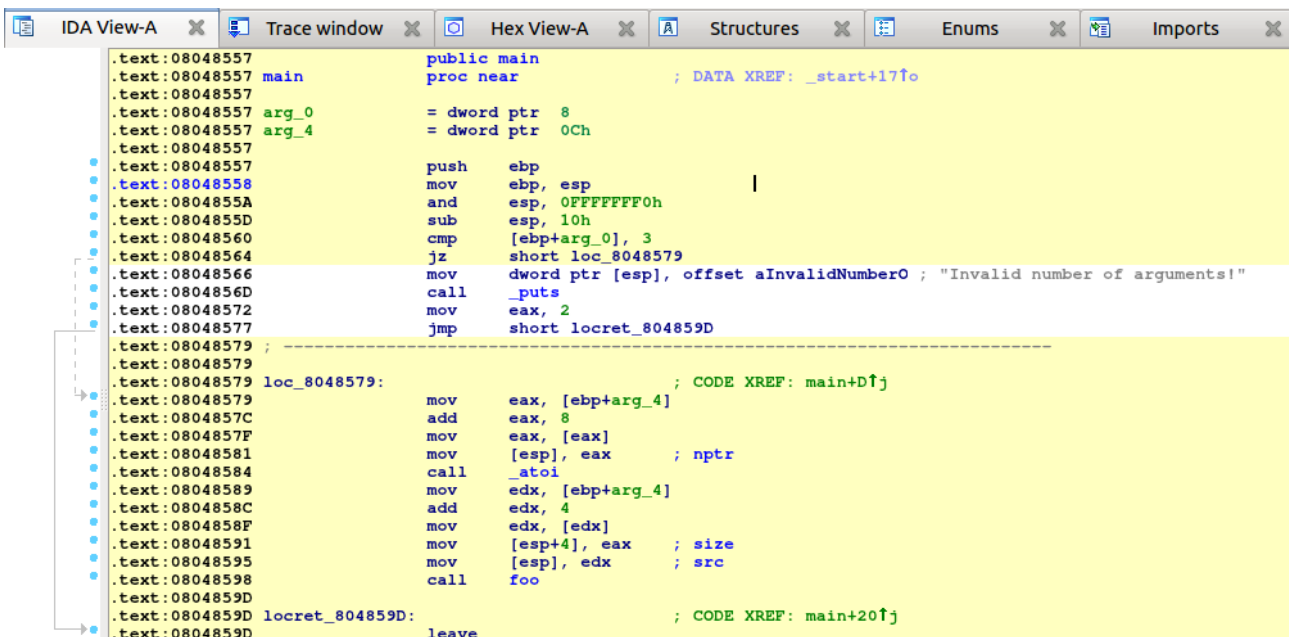 IDA View-A Trace window Hex View-A Structures Enums Imports
.text:08048557 public main
.text:08048557 main proc near ; DATA XREF: _start+17↑o
.text:08048557
.text:08048557 arg_0 = dword ptr 8
.text:08048557 arg_4 = dword ptr 0Ch
.text:08048557
.text:08048557 push ebp
.text:08048558 mov ebp, esp
.text:0804855A and esp, 0FFFFFFF0h
.text:0804855D sub esp, 10h
.text:08048560 cmp [ebp+arg_0], 3
.text:08048564 jz short loc_8048579
.text:08048566 mov dword ptr [esp], offset aInvalidNumberO ; "Invalid number of arguments!"
.text:0804856D call _puts
.text:08048572 mov eax, 2
.text:08048577 jmp short locret_804859D
.text:08048579 ; ---------------------------------------------------------------------------
.text:08048579
.text:08048579 loc_8048579: ; CODE XREF: main+D↑j
.text:08048579 mov eax, [ebp+arg_4]
.text:0804857C add eax, 8
.text:0804857F mov eax, [eax]
.text:08048581 mov [esp], eax ; nptr
.text:08048584 call _atoi
.text:08048589 mov edx, [ebp+arg_4]
.text:0804858C add edx, 4
.text:0804858F mov edx, [edx]
.text:08048591 mov [esp+4], eax ; size
.text:08048595 mov [esp], edx ; src
.text:08048598 call foo
.text:0804859D
.text:0804859D locret_804859D: ; CODE XREF: main+20↑j
.text:0804859D leave